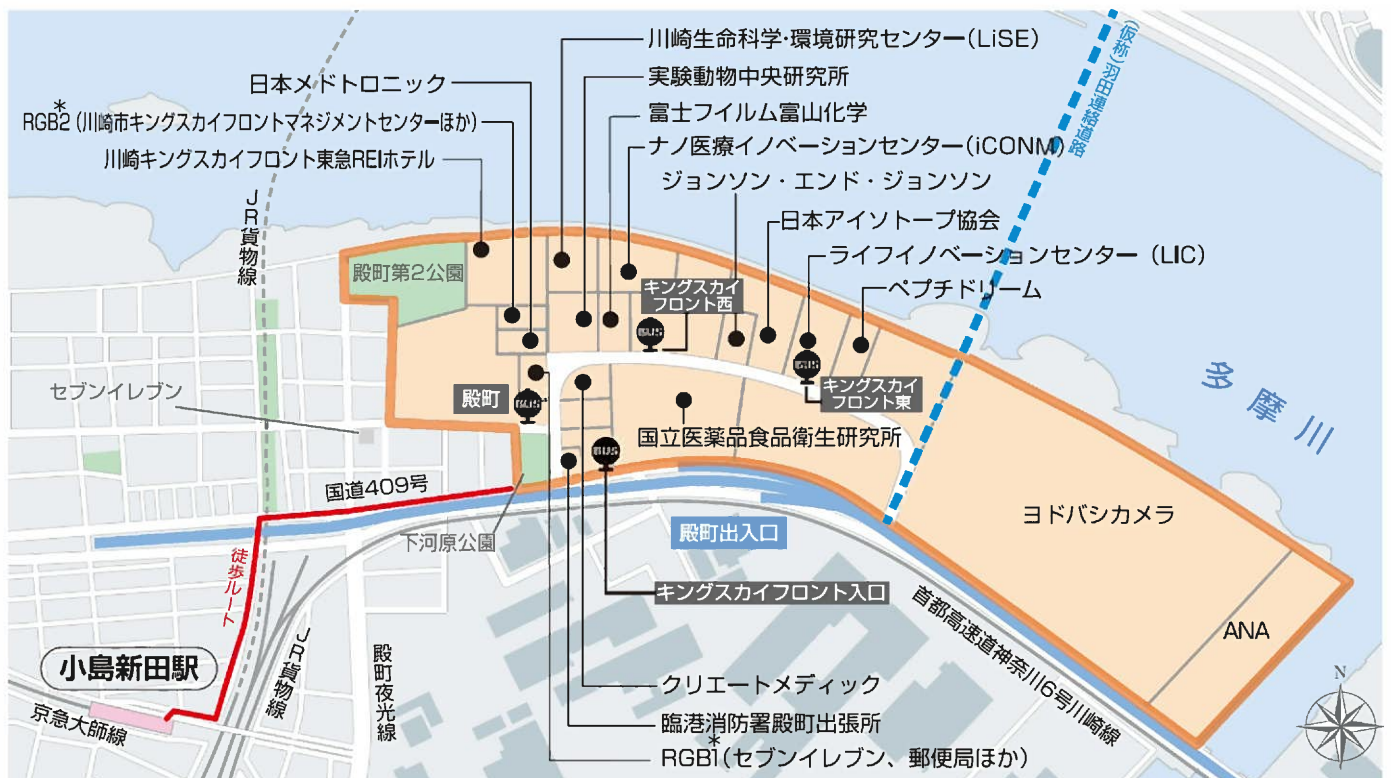 川崎生命科学・環境研究センター(LiSE)
実験動物中央研究所
富士フイルム富山化学
ナノ医療イノベーションセンター(iCONM)
ジョンソン・エンド・ジョンソン
日本アイソトープ協会
ライフイノベーションセンター(LIC)
ペプチドリーム
(仮称)羽田連絡道路
日本メドトロニック
*
RGB2(川崎市キングスカイフロントマネジメントセンターほか)
川崎キングスカイフロント東急REIホテル
JR貨物線
殿町第2公園
キングスカイ
フロント西
BUS
キングスカイ
フロント東
BUS
多摩川
セブンイレブン
殿町
BUS
国立医薬品食品衛生研究所
BUS
国道409号
下河原公園
殿町出入口
ヨドバシカメラ
ANA
キングスカイフロント入口
徒歩ルート
首都高速道神奈川6号川崎線
小島新田駅
京急大師線
JR貨物線
殿町夜光線
クリエートメディック
臨港消防署殿町出張所
*
RGB1(セブンイレブン、郵便局ほか)
N